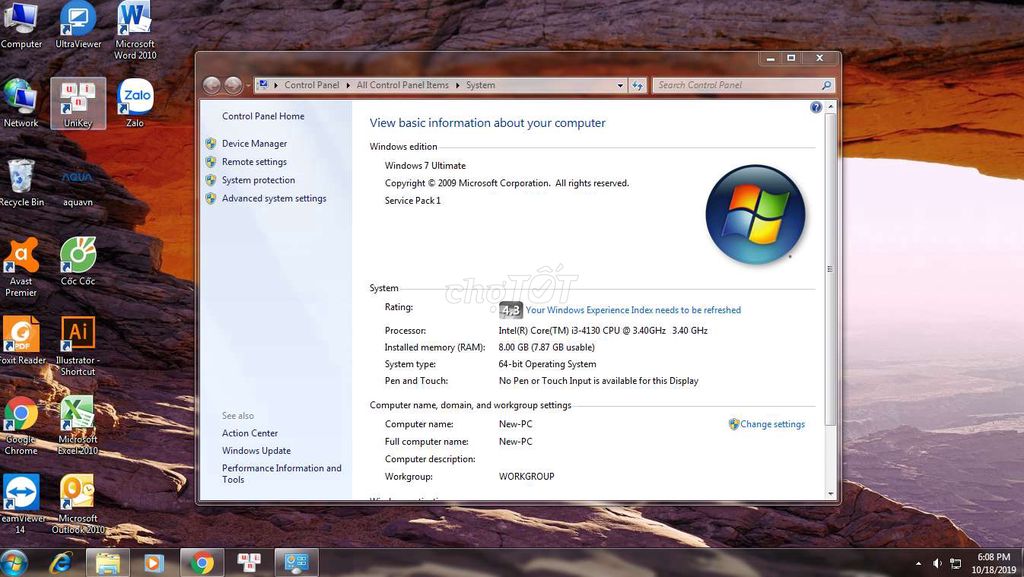 Computer
UltraViewer
Microsoft
Word 2010
Network
UniKey
Zalo
Zalo
Recycle Bin
AQUA
aquavn
Avast
Premier
Cốc Cốc
PDF
Foxit Reader
Ai
Illustrator -
Shortcut
Google
Chrome
Microsoft
Excel 2010
eamViewer
14
Microsoft
Outlook 2010
Control Panel
All Control Panel Items
System
Search Control Panel
Control Panel Home
Device Manager
Remote settings
System protection
Advanced system settings
See also
Action Center
Windows Update
Performance Information and
Tools
View basic information about your computer
Windows edition
Windows 7 Ultimate
Copyright © 2009 Microsoft Corporation. All rights reserved.
Service Pack 1
chợTỐT
System
Rating: 4,3 Your Windows Experience Index needs to be refreshed
Processor: Intel(R) Core(TM) i3-4130 CPU @ 3.40GHz 3.40 GHz
Installed memory (RAM): 8.00 GB (7.87 GB usable)
System type: 64-bit Operating System
Pen and Touch: No Pen or Touch Input is available for this Display
Computer name, domain, and workgroup settings
Computer name: New-PC
Change settings
Full computer name: New-PC
Computer description:
Workgroup: WORKGROUP
6:08 PM
10/18/2019